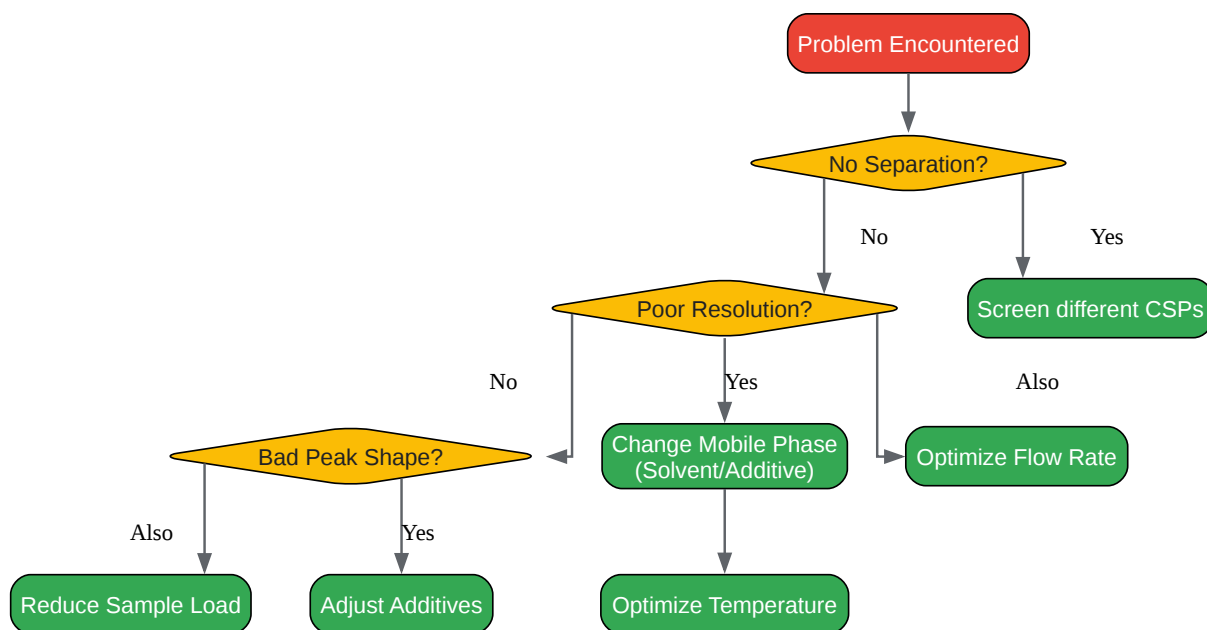 Problem Encountered
No Separation?
No
Yes
Poor Resolution?
Screen different CSPs
No
Yes
Also
Bad Peak Shape?
Change Mobile Phase
(Solvent/Additive)
Optimize Flow Rate
Also
Yes
Reduce Sample Load
Adjust Additives
Optimize Temperature